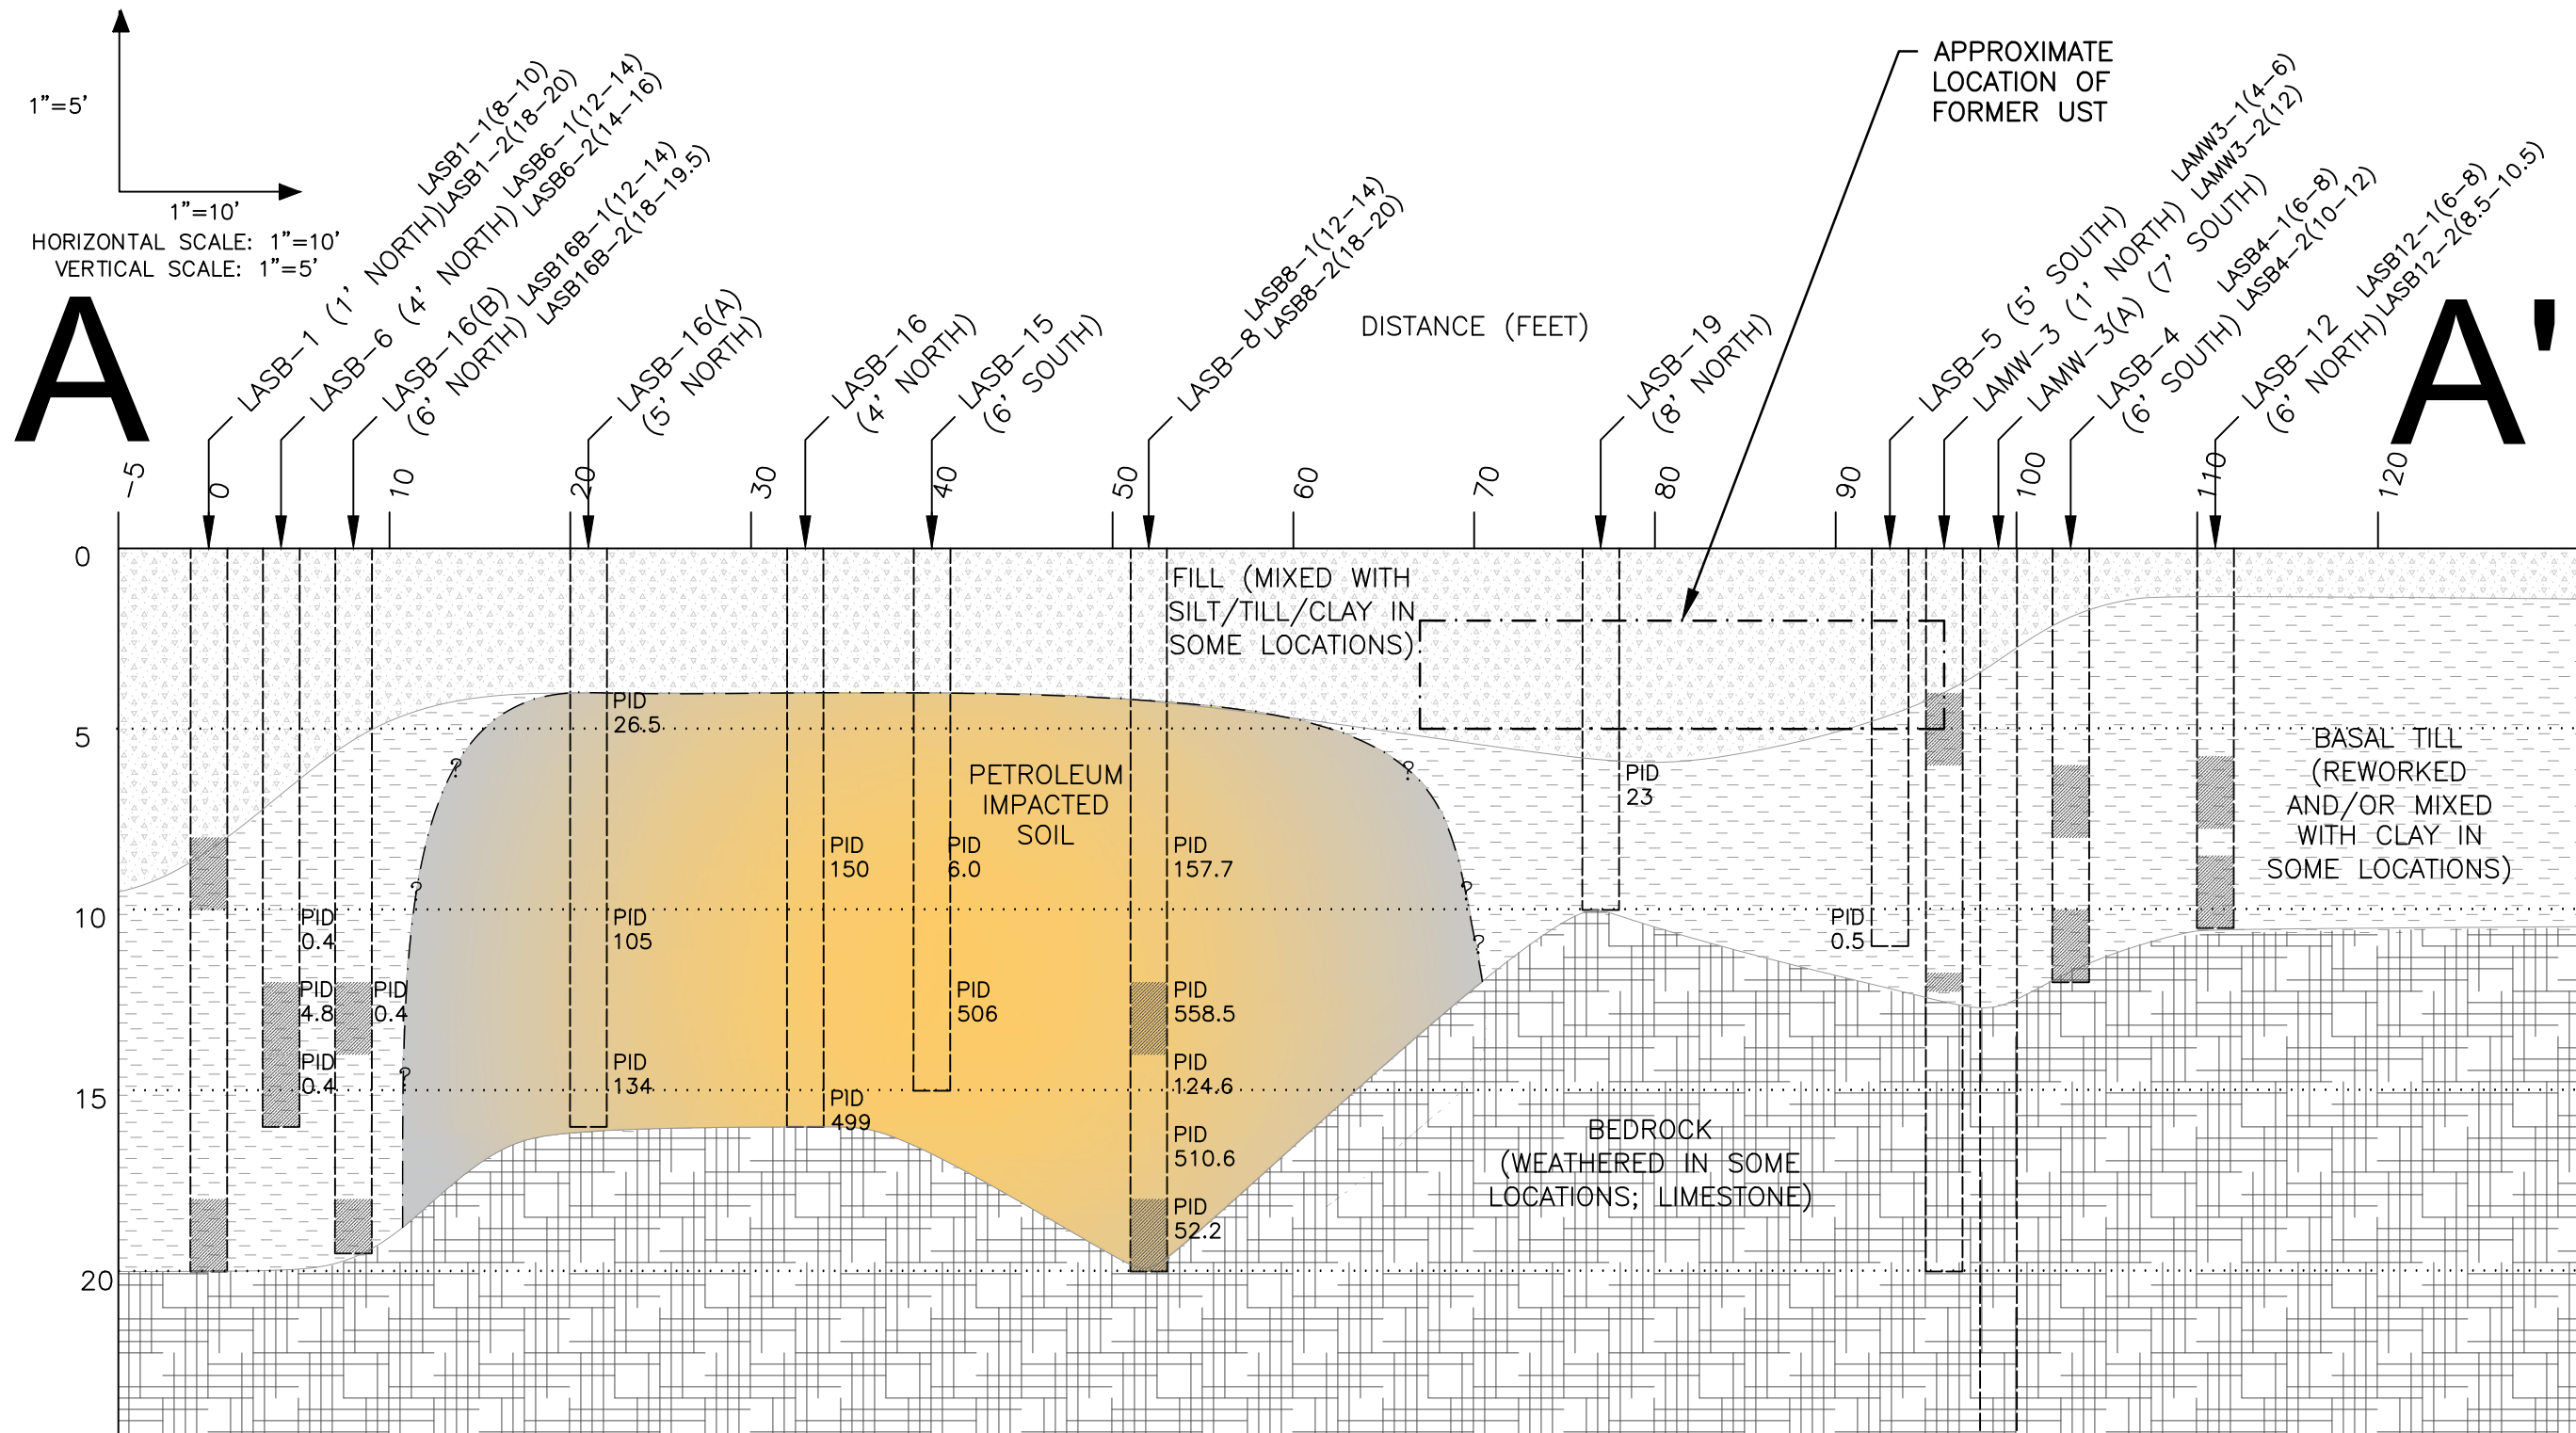 1"=5'
1"=10'
HORIZONTAL SCALE: 1"=10'
VERTICAL SCALE: 1"=5'
A
A'
LASB-1 (1' NORTH)
LASB1-1(8-10)
LASB1-2(18-20)
LASB-6 (4' NORTH)
LASB6-1(12-14)
LASB6-2(14-16)
LASB-16(B)
(6' NORTH)
LASB16B-1(12-14)
LASB16B-2(18-19.5)
LASB-16(A)
(5' NORTH)
LASB-16
(4' NORTH)
LASB-15
(6' SOUTH)
LASB-8
LASB8-1(12-14)
LASB8-2(18-20)
DISTANCE (FEET)
LASB-19
(8' NORTH)
APPROXIMATE
LOCATION OF
FORMER UST
LASB-5 (5' SOUTH)
LAMW-3 (1' NORTH)
LAMW3-1(4-6)
LAMW3-2(12)
LAMW-3(A) (7' SOUTH)
LASB-4
(6' SOUTH)
LASB4-1(6-8)
LASB4-2(10-12)
LASB-12
(6' NORTH)
LASB12-1(6-8)
LASB12-2(8.5-10.5)
-5
0
10
20
30
40
50
60
70
80
90
100
110
120
0
5
10
15
20
FILL (MIXED WITH
SILT/TILL/CLAY IN
SOME LOCATIONS)
PETROLEUM
IMPACTED
SOIL
BASAL TILL
(REWORKED
AND/OR MIXED
WITH CLAY IN
SOME LOCATIONS)
BEDROCK
(WEATHERED IN SOME
LOCATIONS; LIMESTONE)
PID
0.4
PID
4.8
PID
0.4
PID
0.4
PID
26.5
PID
105
PID
134
PID
150
PID
499
PID
6.0
PID
506
PID
157.7
PID
558.5
PID
124.6
PID
510.6
PID
52.2
PID
23
PID
0.5
?
?
?
?
?
?